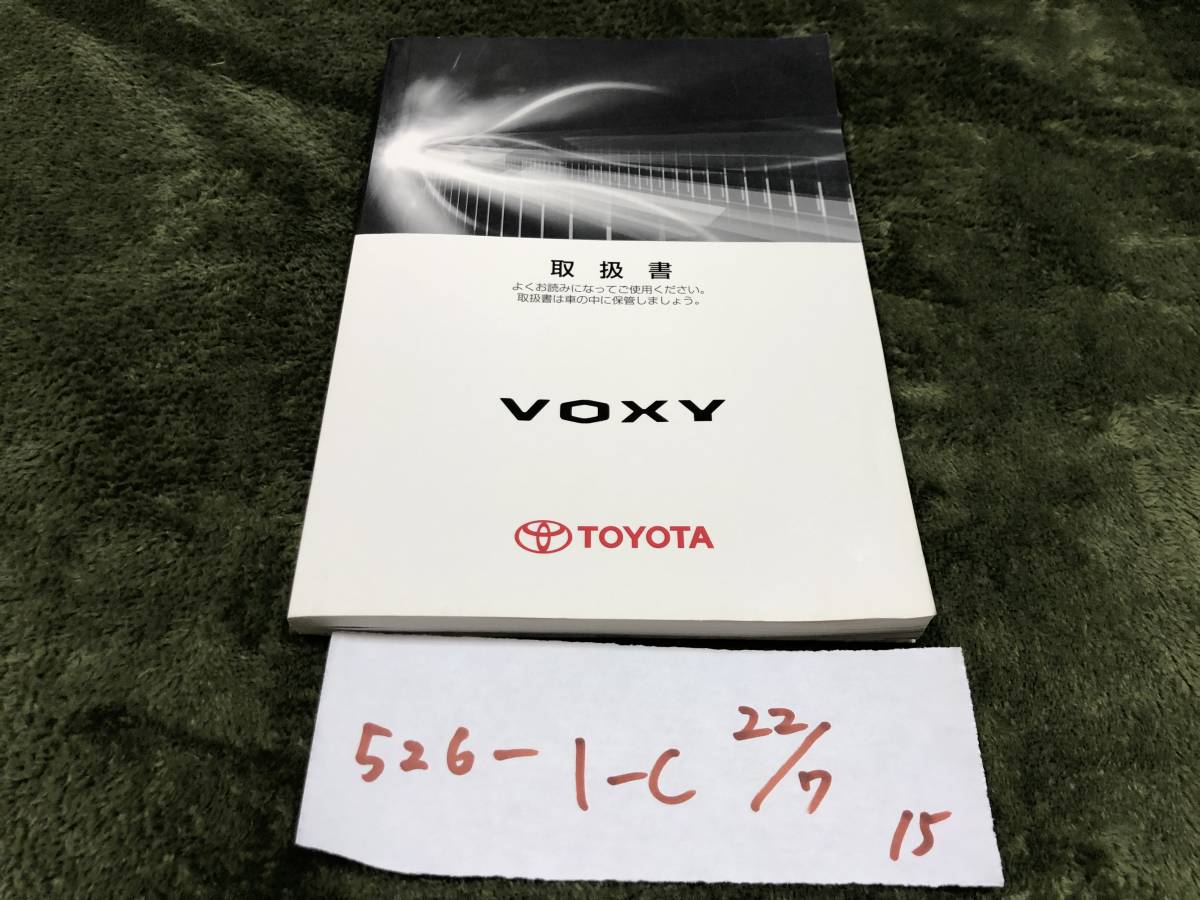 取扱書
よくお読みになってご使用ください。
取扱書は車の中に保管しましょう。
VOXY
TOYOTA
526-1-C 22/7
15